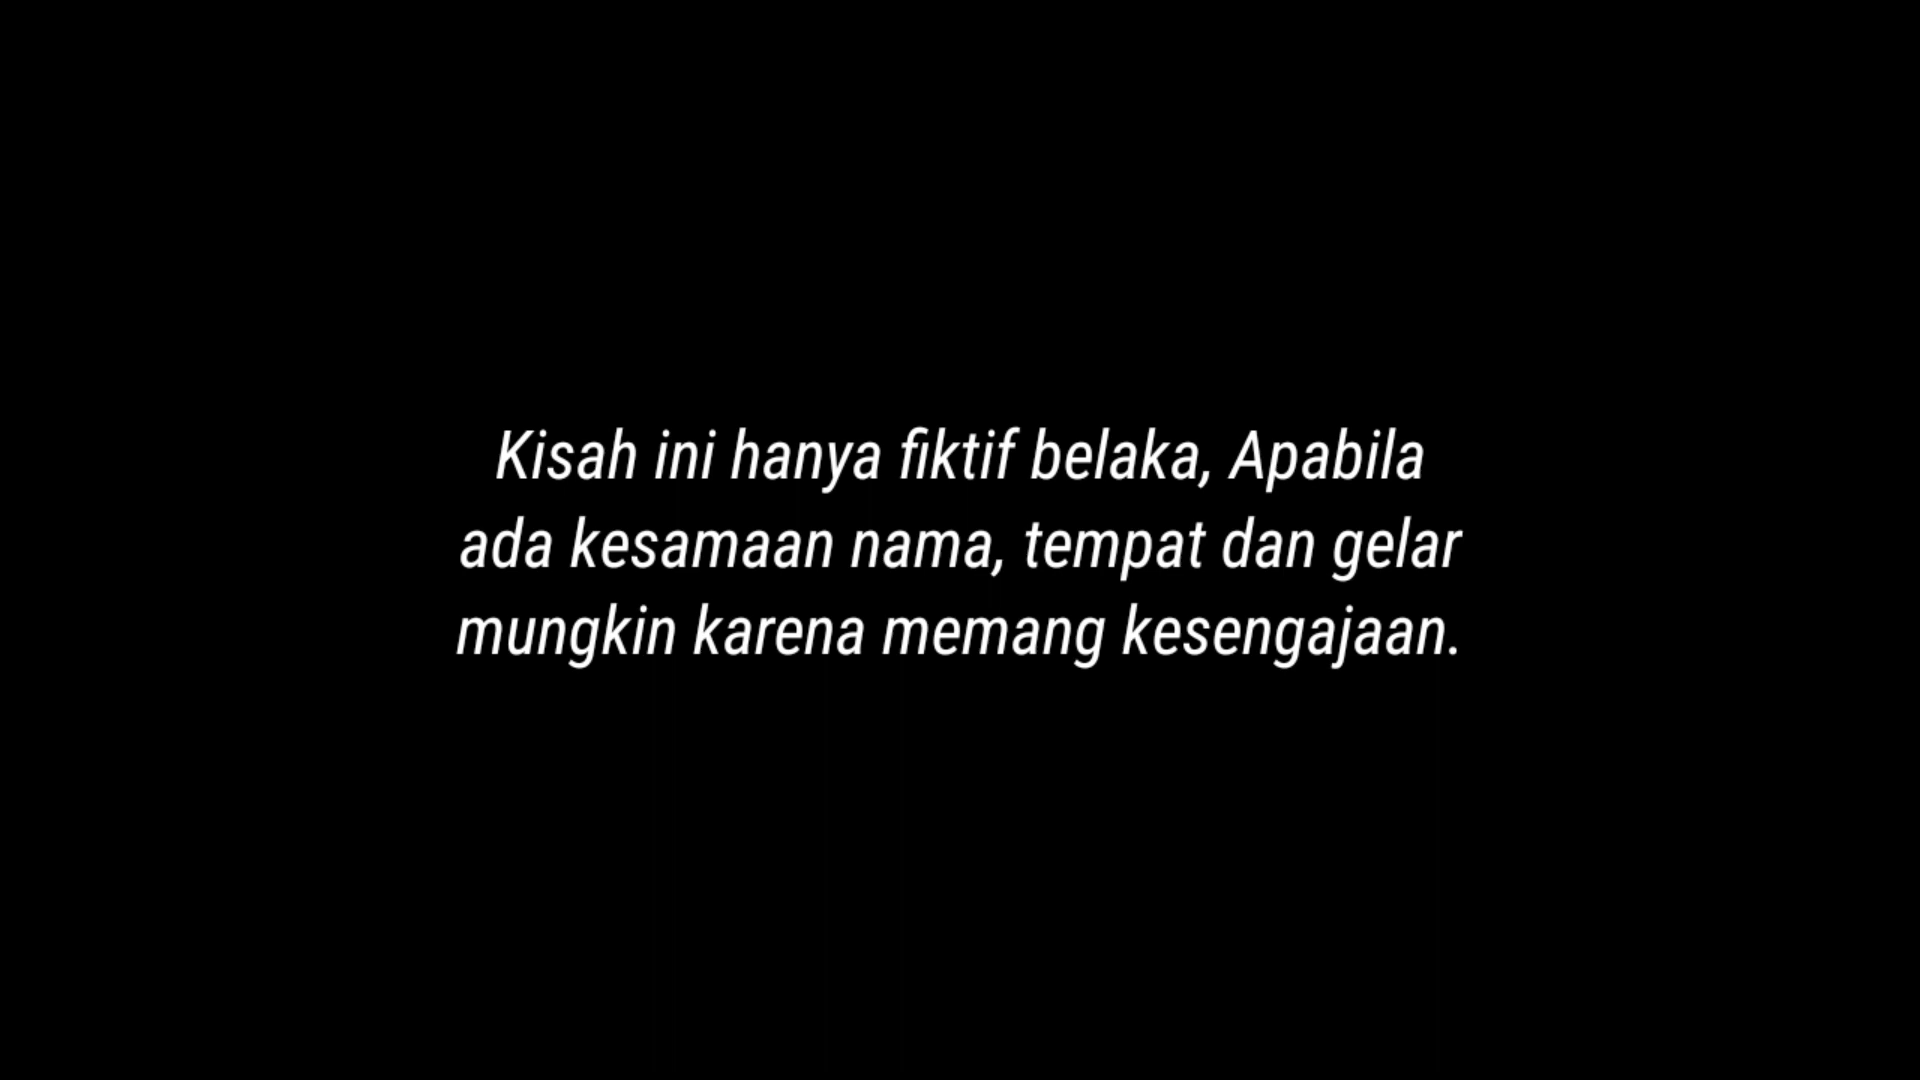 Kisah ini hanya fiktif belaka, Apabila
ada kesamaan nama, tempat dan gelar
mungkin karena memang kesengajaan.